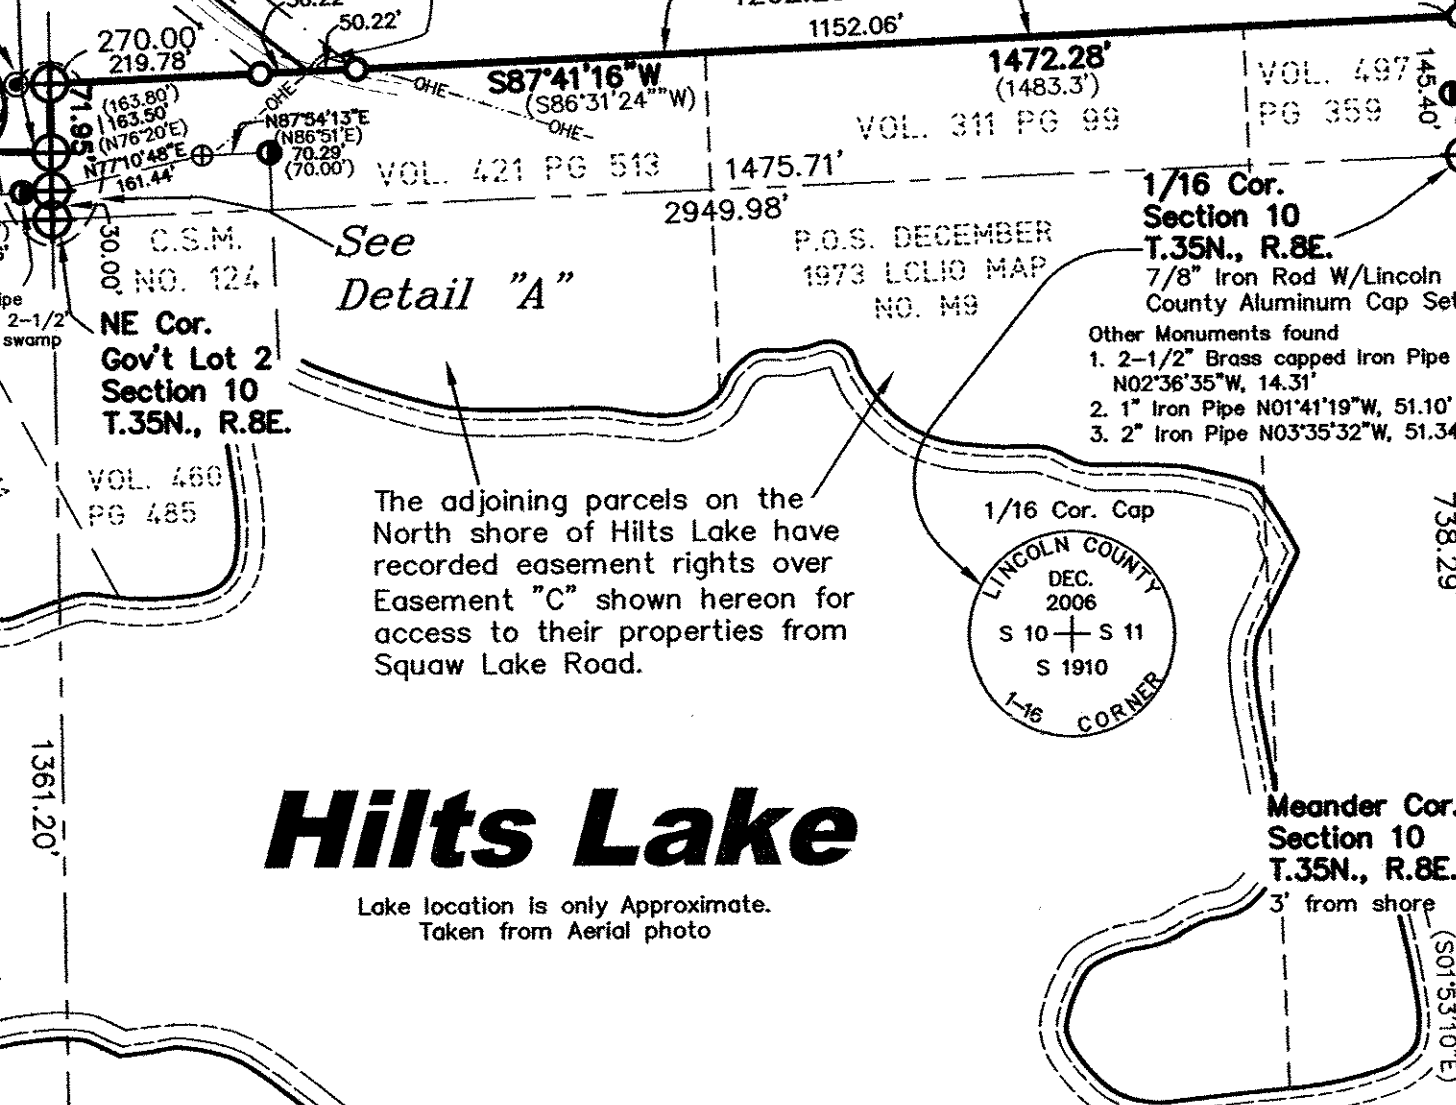 50.22'
1152.06'
270.00'
219.78'
S87°41'16"W
(S86°31'24""W)
1472.28'
(1483.3')
VOL. 497
PG 359
145.40'
OHE
OHE
OHE
71.95'
(163.80')
163.50'
(N76°20'E)
N77°10'48"E
161.44'
N87°54'13"E
(N86°51'E)
70.29'
(70.00')
VOL. 421 PG 513
VOL. 311 PG 99
1475.71'
2949.98'
30.00'
C.S.M.
NO. 124
See
Detail "A"
P.O.S. DECEMBER
1973 LCLIO MAP
NO. M9
1/16 Cor.
Section 10
T.35N., R.8E.
7/8" Iron Rod W/Lincoln
County Aluminum Cap Set
Other Monuments found
1. 2-1/2" Brass capped Iron Pipe
N02°36'35"W, 14.31'
2. 1" Iron Pipe N01°41'19"W, 51.10'
3. 2" Iron Pipe N03°35'32"W, 51.34
2-1/2'
swamp
NE Cor.
Gov't Lot 2
Section 10
T.35N., R.8E.
VOL. 460
PG 485
The adjoining parcels on the
North shore of Hilts Lake have
recorded easement rights over
Easement "C" shown hereon for
access to their properties from
Squaw Lake Road.
1/16 Cor. Cap
LINCOLN COUNTY
DEC.
2006
S 10 S 11
S 1910
1-16 CORNER
738.29
1361.20'
Hilts Lake
Lake location is only Approximate.
Taken from Aerial photo
Meander Cor.
Section 10
T.35N., R.8E.
3' from shore
(S01°53'10"E)